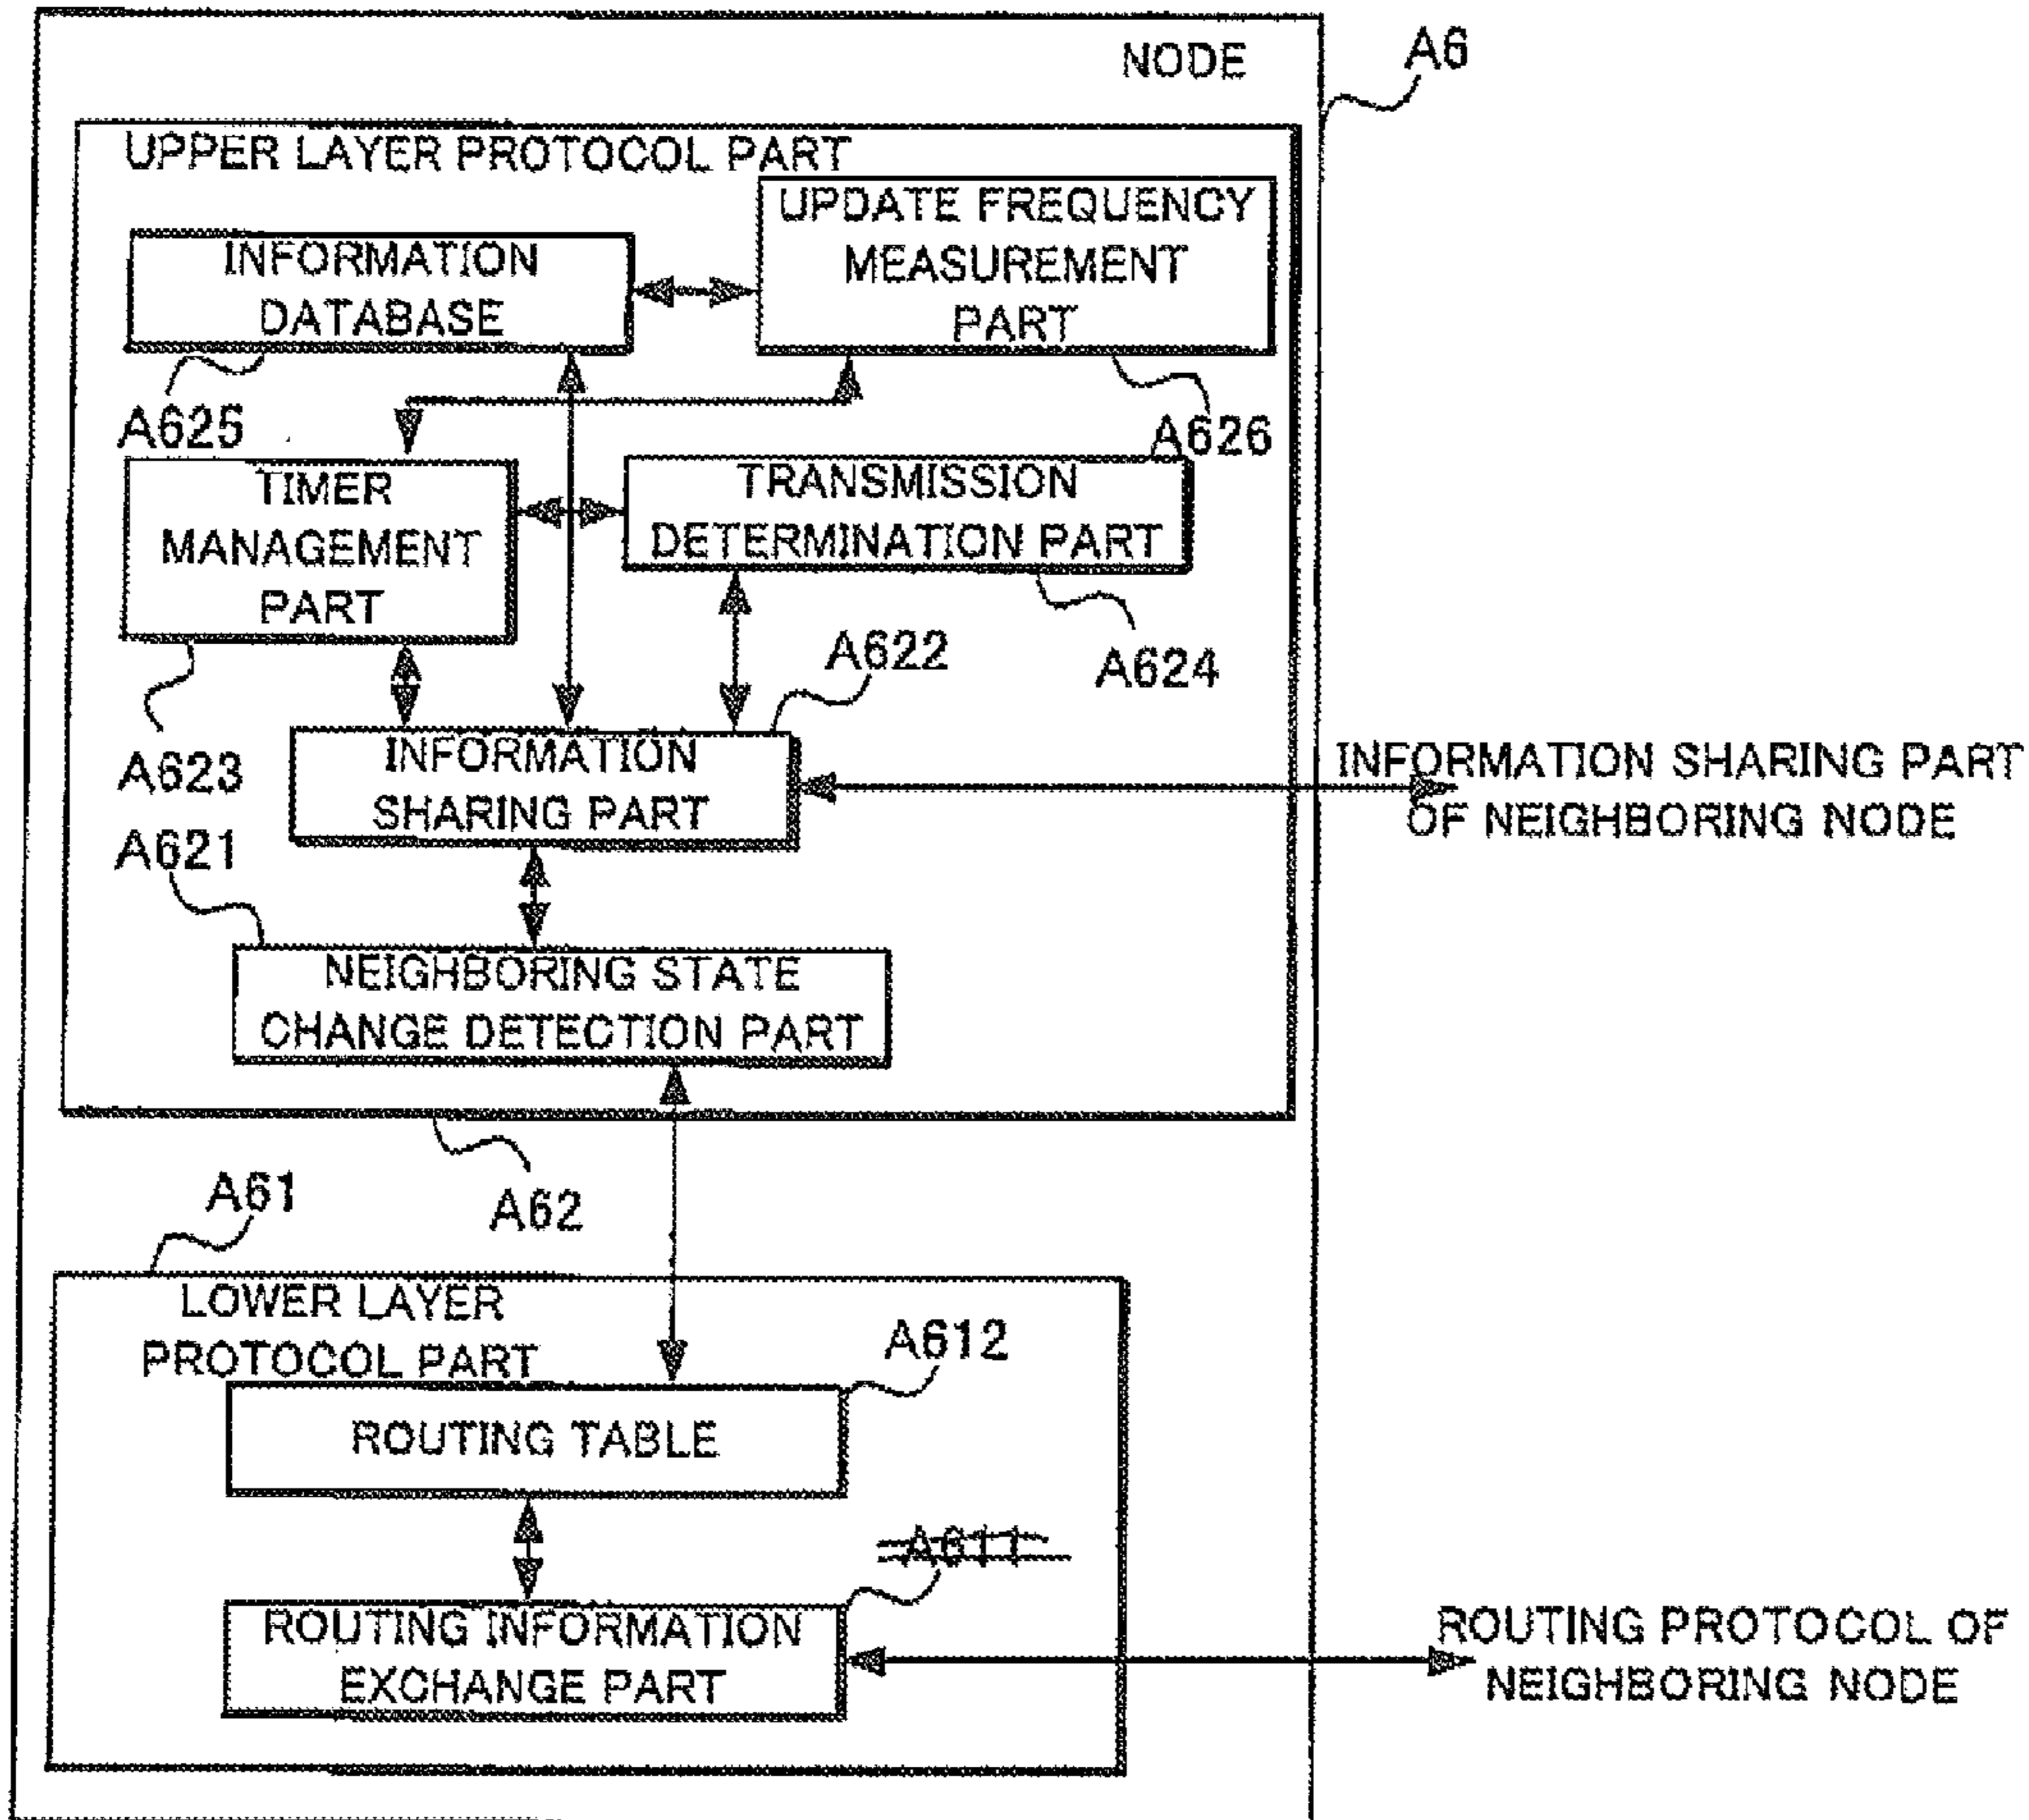 NODE
A6
UPPER LAYER PROTOCOL PART
UPDATE FREQUENCY
MEASUREMENT
PART
INFORMATION
DATABASE
A625
A626
TIMER
MANAGEMENT
PART
TRANSMISSION
DETERMINATION PART
A622
A624
A623
INFORMATION
SHARING PART
INFORMATION SHARING PART
OF NEIGHBORING NODE
A621
NEIGHBORING STATE
CHANGE DETECTION PART
A61
A62
LOWER LAYER
PROTOCOL PART
A612
ROUTING TABLE
A611
ROUTING INFORMATION
EXCHANGE PART
ROUTING PROTOCOL OF
NEIGHBORING NODE